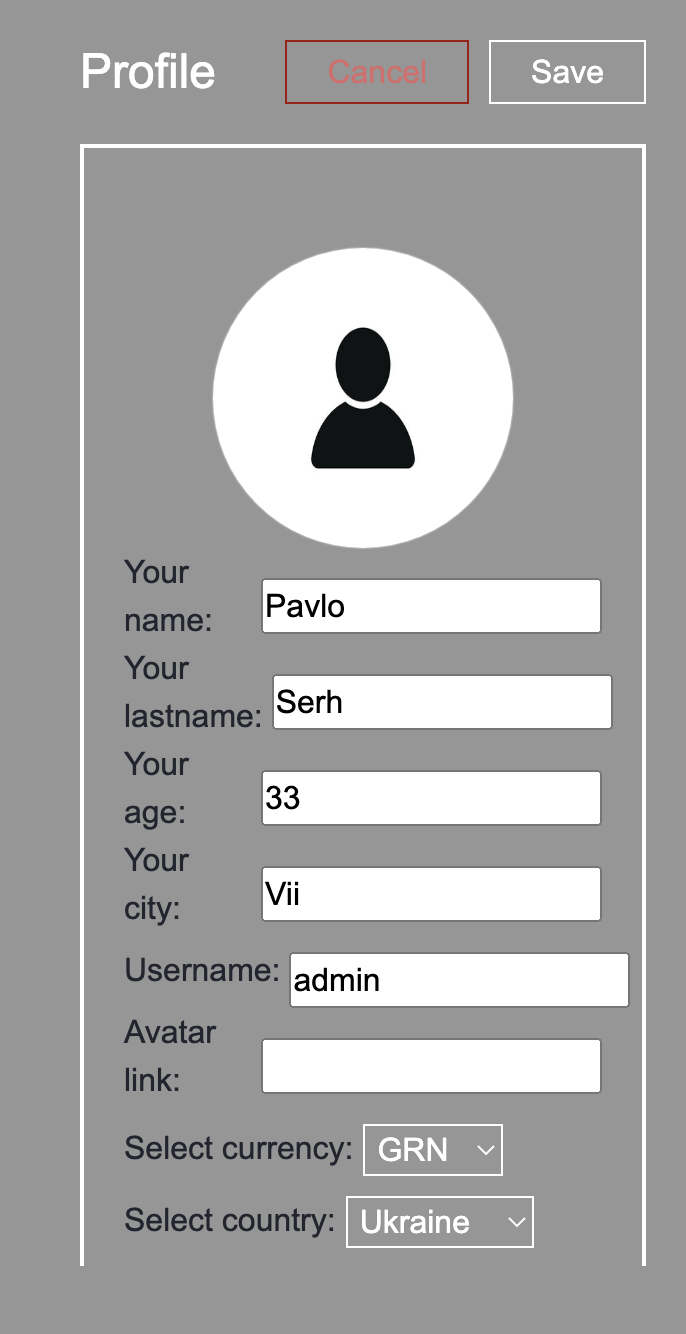 Profile
Cancel
Save
Your
name:
Pavlo
Your
lastname:
Serh
Your
age:
33
Your
city:
Vii
Username:
admin
Avatar
link:
Select currency: GRN
Select country: Ukraine